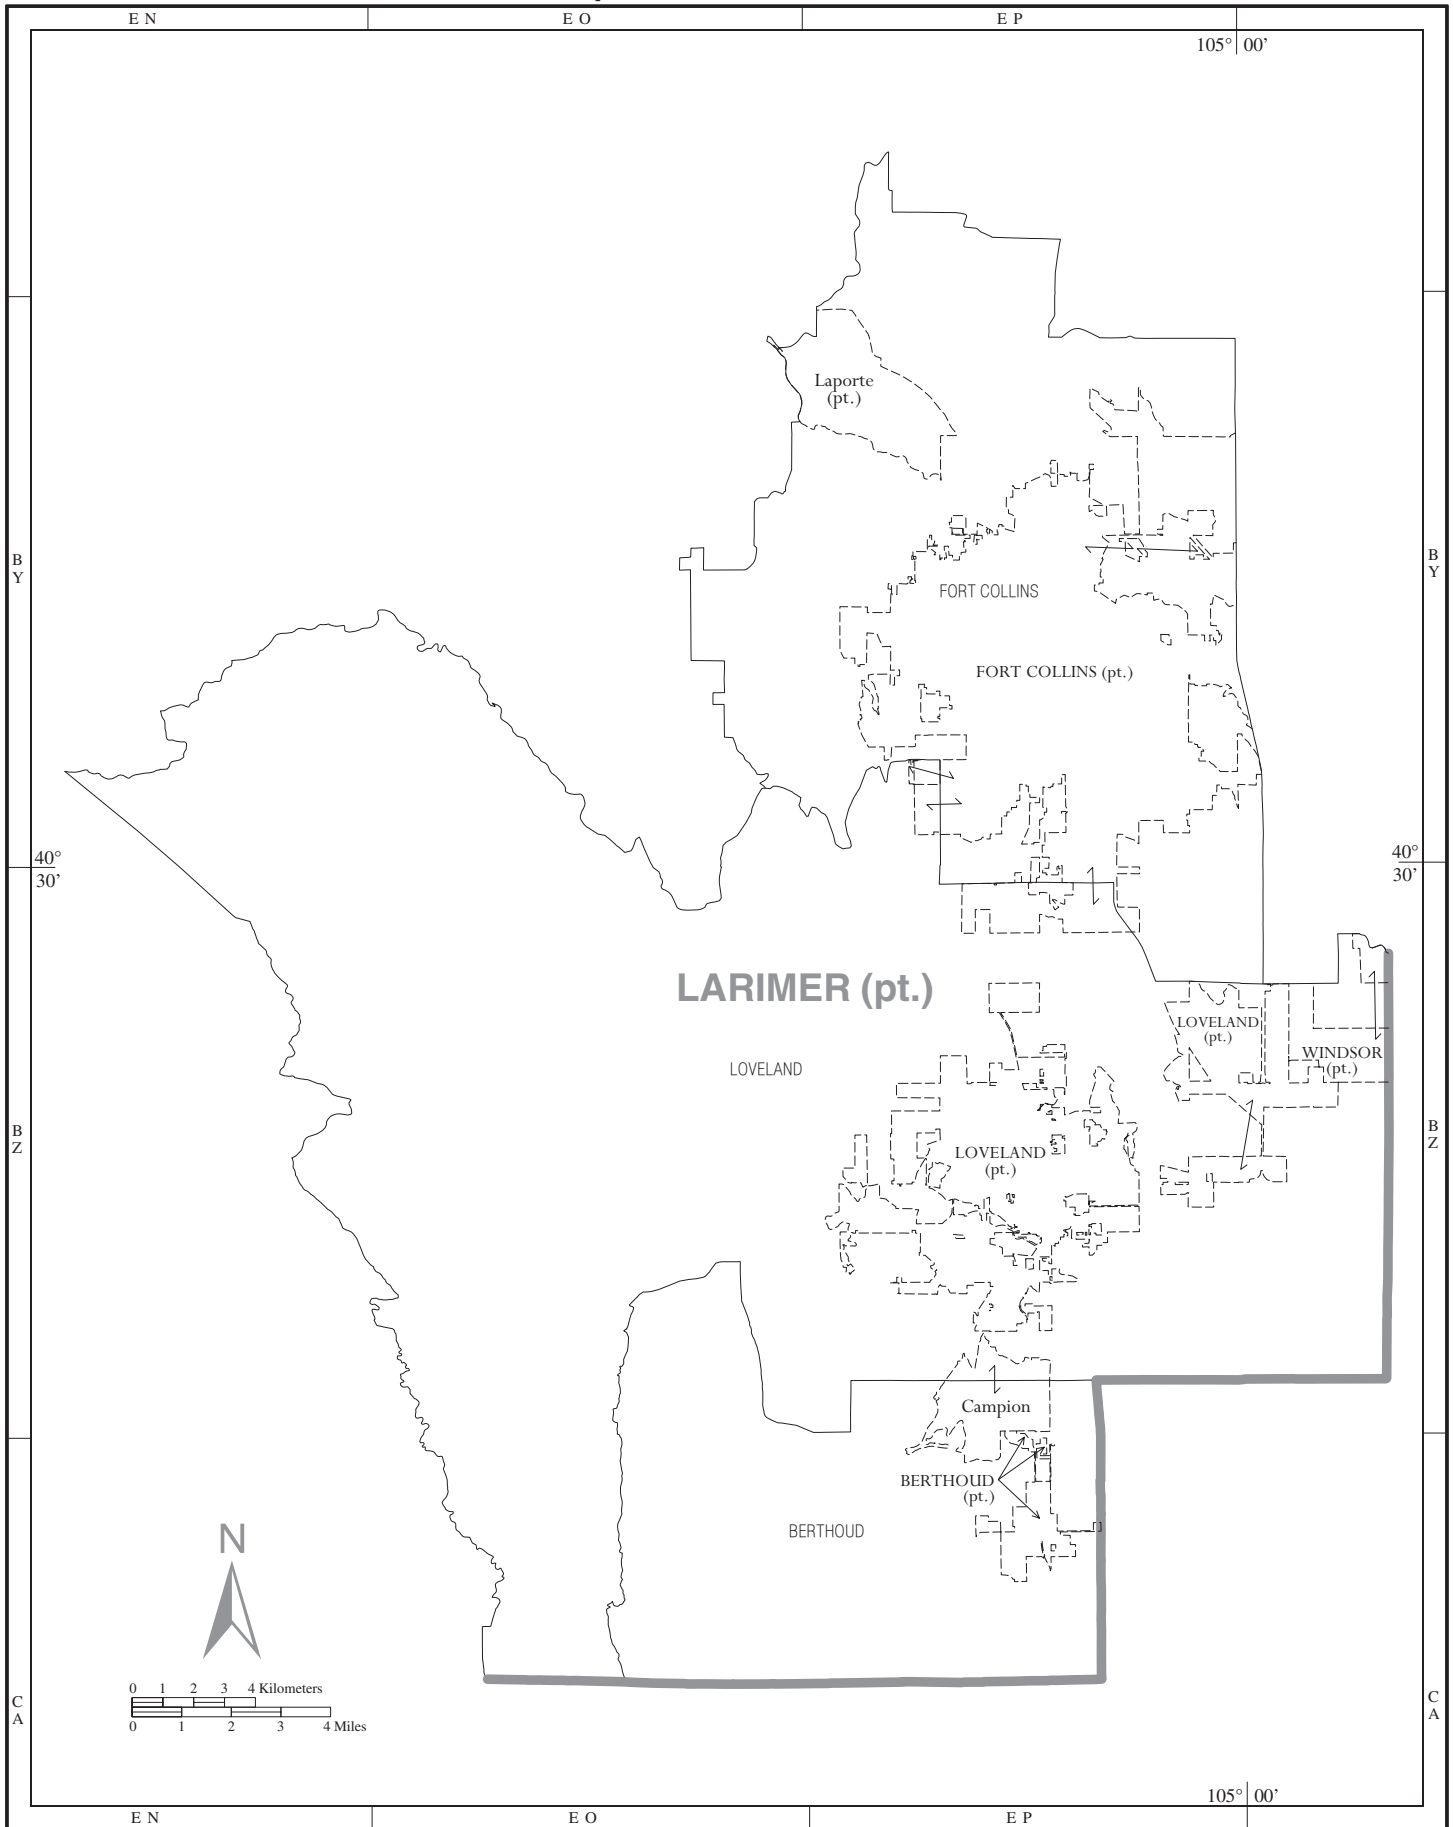 E N
E O
E P
105° 00’
Laporte
(pt.)
B
Y
B
Y
FORT COLLINS
FORT COLLINS (pt.)
40°
30’
40°
30’
LARIMER (pt.)
LOVELAND
(pt.)
WINDSOR
(pt.)
LOVELAND
B
Z
B
Z
LOVELAND
(pt.)
Campion
BERTHOUD
(pt.)
BERTHOUD
N
0 1 2 3 4 Kilometers
0 1 2 3 4 Miles
C
A
C
A
105° 00’
E N
E O
E P